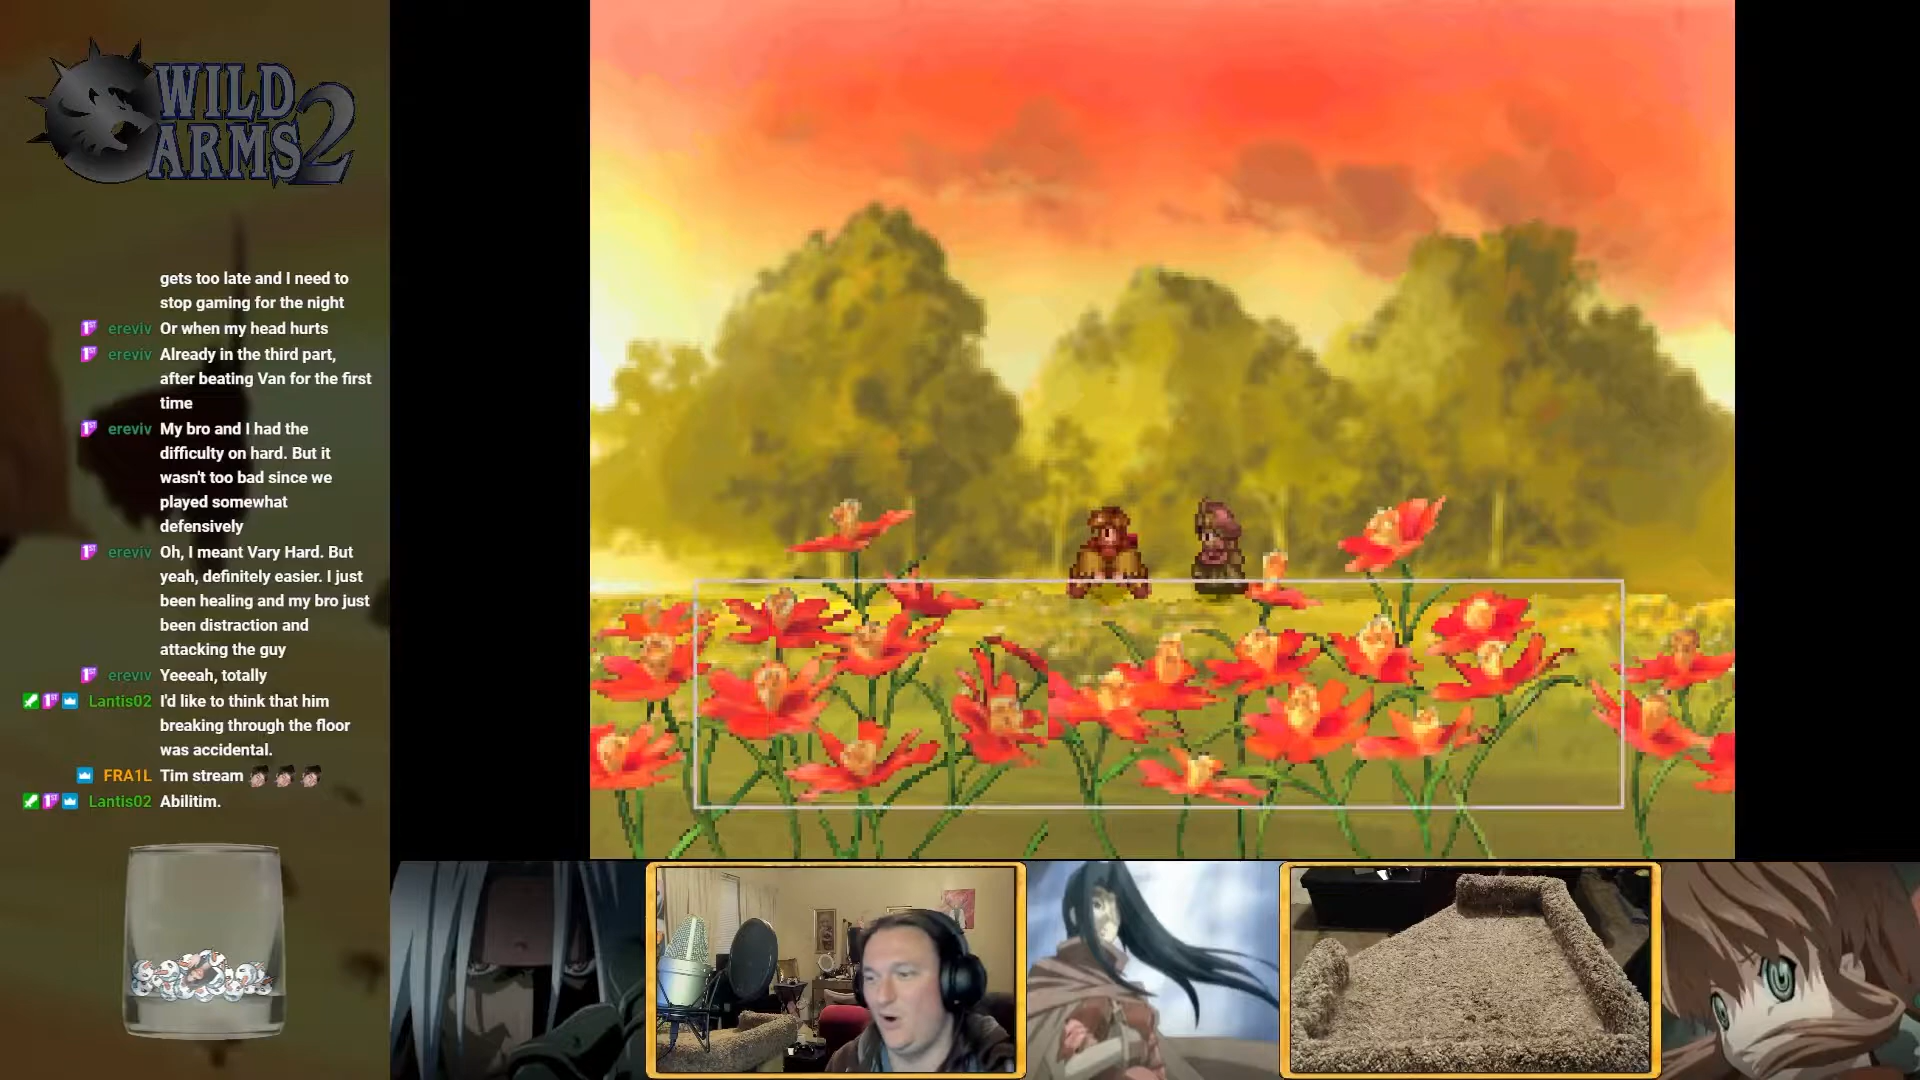 WILD
ARMS2
gets too late and I need to
stop gaming for the night
ereviv Or when my head hurts
ereviv Already in the third part,
after beating Van for the first
time
ereviv My bro and I had the
difficulty on hard. But it
wasn't too bad since we
played somewhat
defensively
ereviv Oh, I meant Vary Hard. But
yeah, definitely easier. I just
been healing and my bro just
been distraction and
attacking the guy
ereviv Yeeeah, totally
Lantis02 I'd like to think that him
breaking through the floor
was accidental.
FRA1L Tim stream
Lantis02 Abilitim.